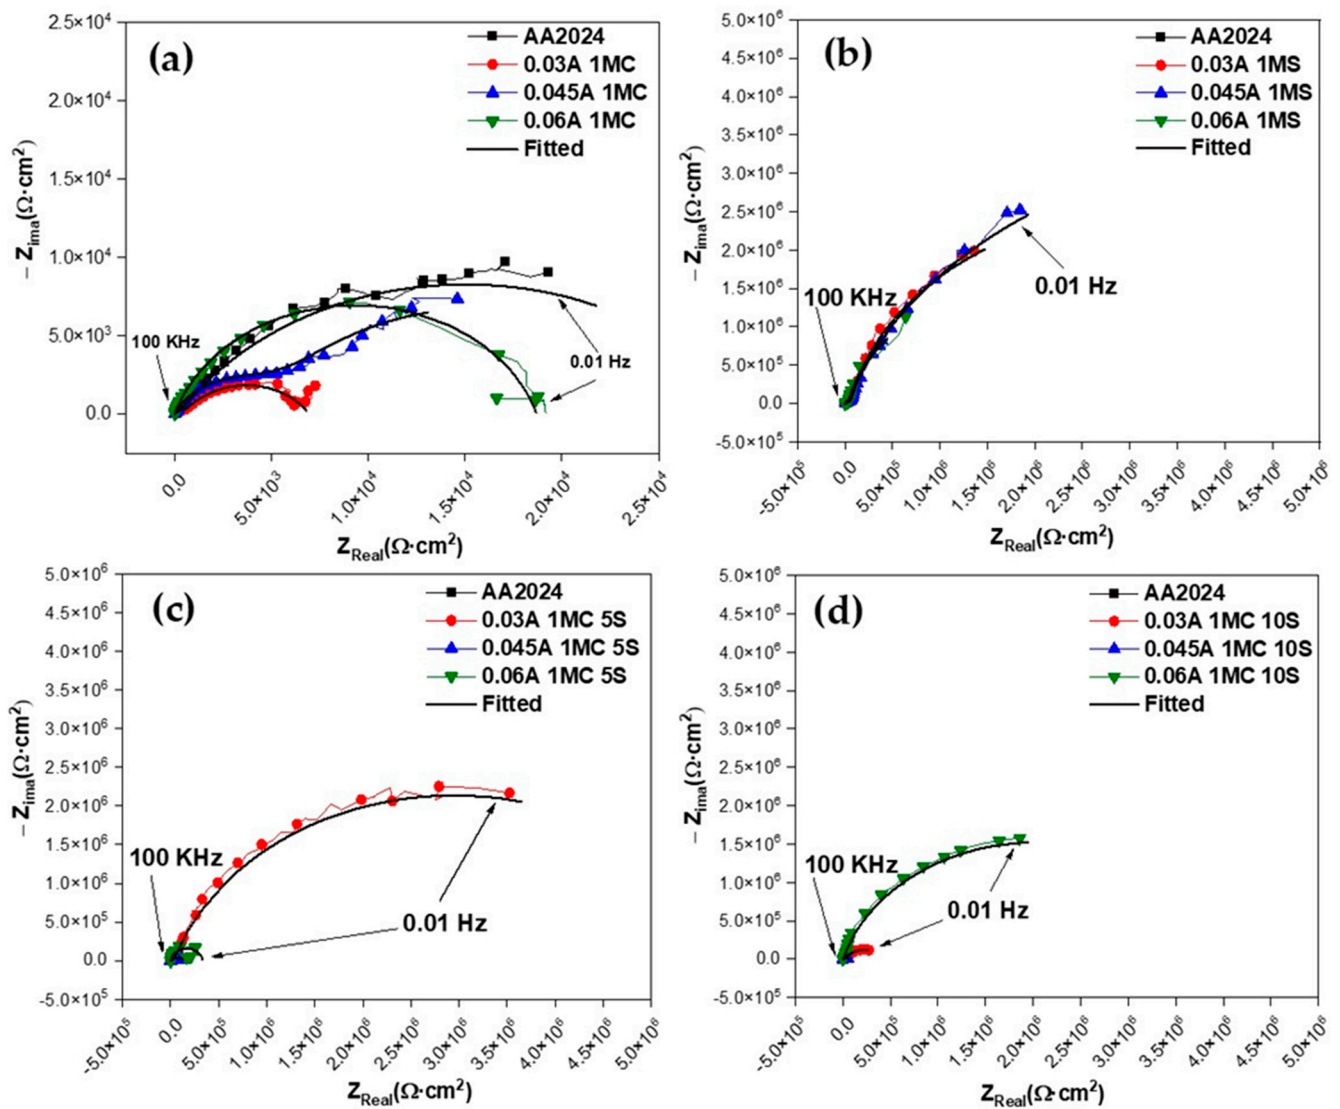 (a)
AA2024
0.03A 1MC
0.045A 1MC
0.06A 1MC
Fitted
2.5×10⁴
2.0×10⁴
1.5×10⁴
1.0×10⁴
5.0×10³
0.0
− Z_ima(Ω·cm²)
100 KHz
0.01 Hz
0.0
5.0×10³
1.0×10⁴
1.5×10⁴
2.0×10⁴
2.5×10⁴
Z_Real(Ω·cm²)
(b)
AA2024
0.03A 1MS
0.045A 1MS
0.06A 1MS
Fitted
5.0×10⁶
4.5×10⁶
4.0×10⁶
3.5×10⁶
3.0×10⁶
2.5×10⁶
2.0×10⁶
1.5×10⁶
1.0×10⁶
5.0×10⁵
0.0
-5.0×10⁵
− Z_ima(Ω·cm²)
100 KHz
0.01 Hz
-5.0×10⁵
0.0
5.0×10⁵
1.0×10⁶
1.5×10⁶
2.0×10⁶
2.5×10⁶
3.0×10⁶
3.5×10⁶
4.0×10⁶
4.5×10⁶
5.0×10⁶
Z_Real(Ω·cm²)
(c)
AA2024
0.03A 1MC 5S
0.045A 1MC 5S
0.06A 1MC 5S
Fitted
5.0×10⁶
4.5×10⁶
4.0×10⁶
3.5×10⁶
3.0×10⁶
2.5×10⁶
2.0×10⁶
1.5×10⁶
1.0×10⁶
5.0×10⁵
0.0
-5.0×10⁵
− Z_ima(Ω·cm²)
100 KHz
0.01 Hz
-5.0×10⁵
0.0
5.0×10⁵
1.0×10⁶
1.5×10⁶
2.0×10⁶
2.5×10⁶
3.0×10⁶
3.5×10⁶
4.0×10⁶
4.5×10⁶
5.0×10⁶
Z_Real(Ω·cm²)
(d)
AA2024
0.03A 1MC 10S
0.045A 1MC 10S
0.06A 1MC 10S
Fitted
5.0×10⁶
4.5×10⁶
4.0×10⁶
3.5×10⁶
3.0×10⁶
2.5×10⁶
2.0×10⁶
1.5×10⁶
1.0×10⁶
5.0×10⁵
0.0
-5.0×10⁵
− Z_ima(Ω·cm²)
100 KHz
0.01 Hz
-5.0×10⁵
0.0
5.0×10⁵
1.0×10⁶
1.5×10⁶
2.0×10⁶
2.5×10⁶
3.0×10⁶
3.5×10⁶
4.0×10⁶
4.5×10⁶
5.0×10⁶
Z_Real(Ω·cm²)